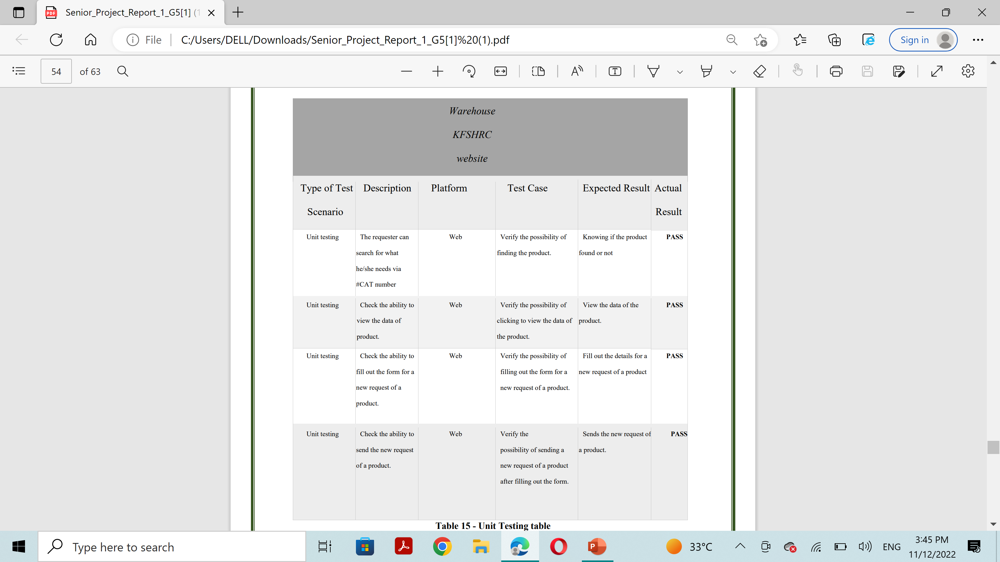 Senior_Project_Report_1_G5[1] (1
File
C:/Users/DELL/Downloads/Senior_Project_Report_1_G5[1]%20(1).pdf
Sign in
54 of 63
Warehouse
KFSHRC
website
Type of Test Scenario
Description
Platform
Test Case
Expected Result
Actual Result
Unit testing
The requester can
search for what
he/she needs via
#CAT number
Web
Verify the possibility of
finding the product.
Knowing if the product
found or not
PASS
Unit testing
Check the ability to
view the data of
product.
Web
Verify the possibility of
clicking to view the data of
the product.
View the data of the
product.
PASS
Unit testing
Check the ability to
fill out the form for a
new request of a
product.
Web
Verify the possibility of
filling out the form for a
new request of a product.
Fill out the details for a
new request of a product
PASS
Unit testing
Check the ability to
send the new request
of a product.
Web
Verify the
possibility of sending a
new request of a product
after filling out the form.
Sends the new request of
a product.
PASS
Table 15 - Unit Testing table
Type here to search
33°C
ENG
3:45 PM
11/12/2022